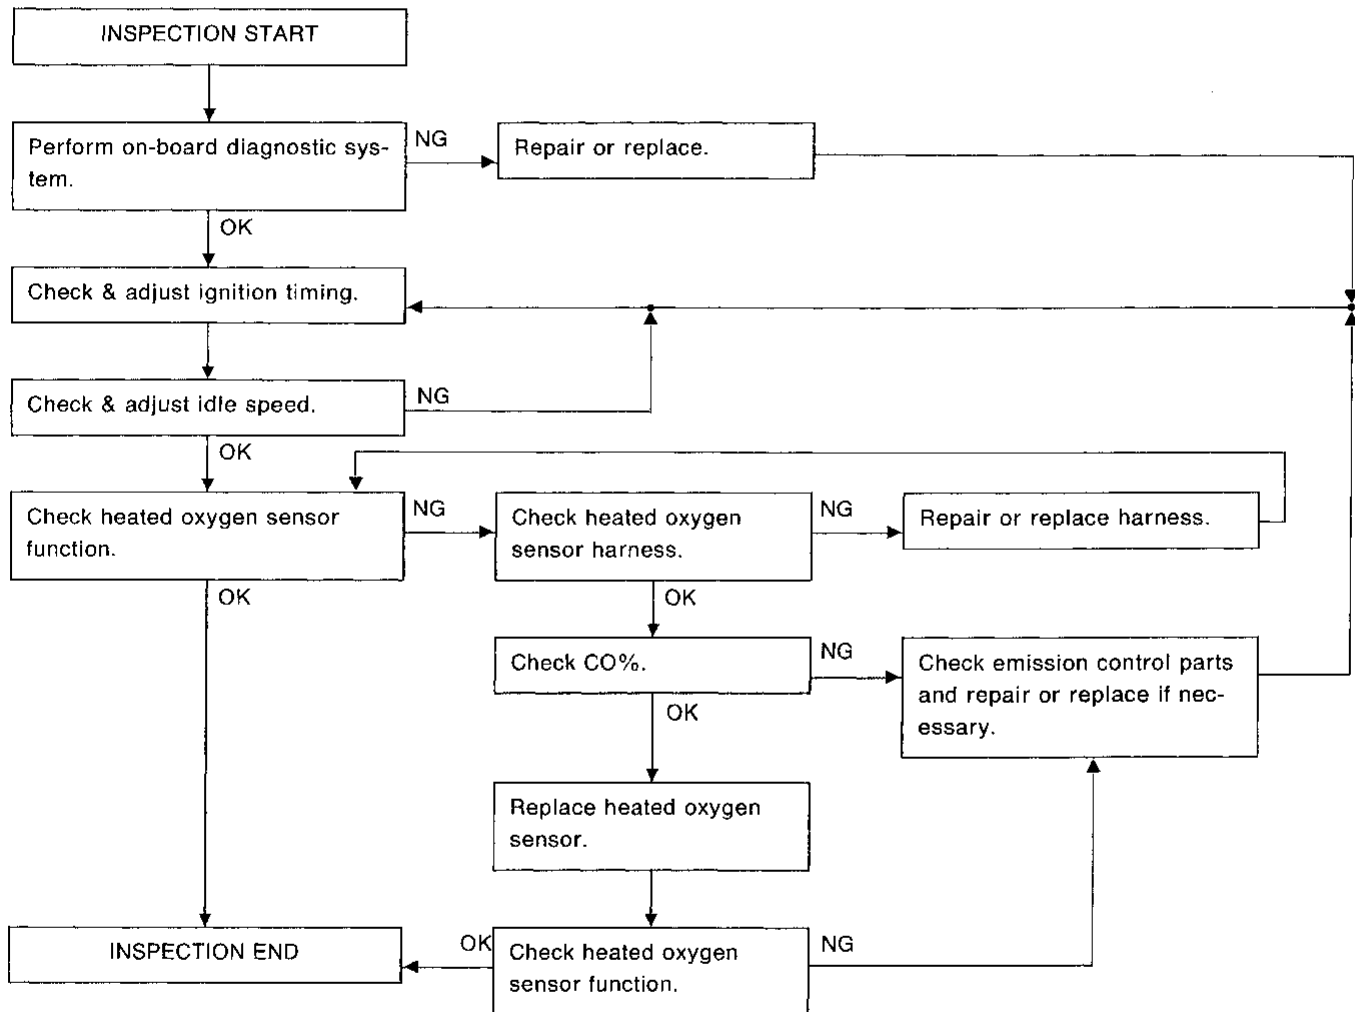 INSPECTION START
Perform on-board diagnostic sys-
tem.
NG
Repair or replace.
OK
Check & adjust ignition timing.
Check & adjust idle speed.
NG
OK
Check heated oxygen sensor
function.
NG
Check heated oxygen
sensor harness.
NG
Repair or replace harness.
OK
OK
Check CO%.
NG
Check emission control parts
and repair or replace if nec-
essary.
OK
Replace heated oxygen
sensor.
INSPECTION END
OK
Check heated oxygen
sensor function.
NG